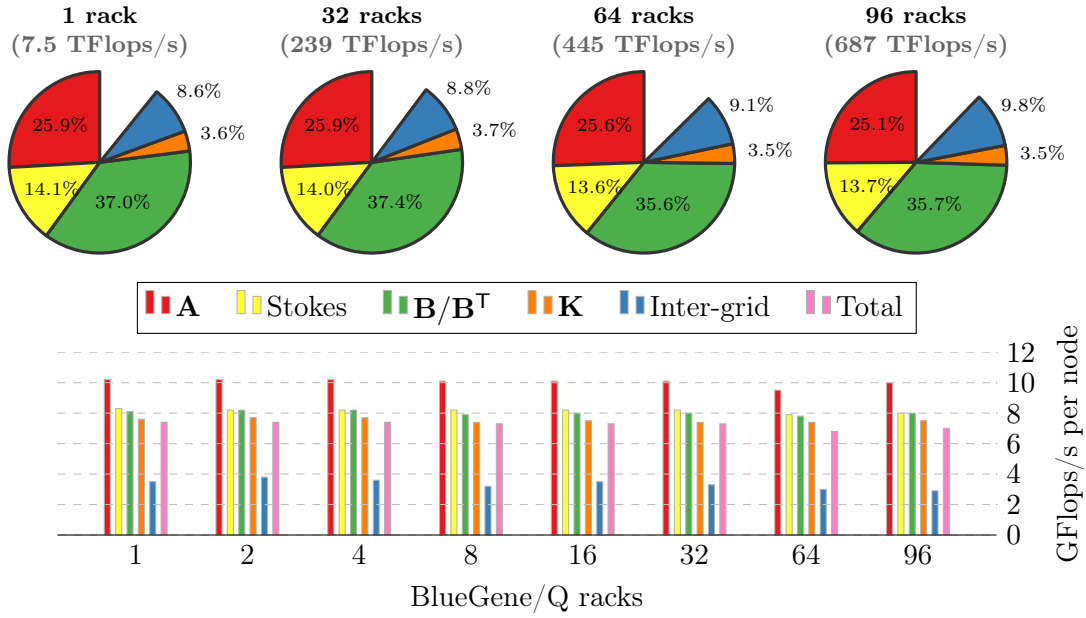 1 rack 32 racks 64 racks 96 racks
(7.5 TFlops/s) (239 TFlops/s) (445 TFlops/s) (687 TFlops/s)
25.9% 8.6% 3.6% 37.0% 14.1%
25.9% 8.8% 3.7% 37.4% 14.0%
25.6% 9.1% 3.5% 35.6% 13.6%
25.1% 9.8% 3.5% 35.7% 13.7%
A Stokes B/Bᵀ K Inter-grid Total
12
10
8
6
4
2
0
GFlops/s per node
1 2 4 8 16 32 64 96
BlueGene/Q racks